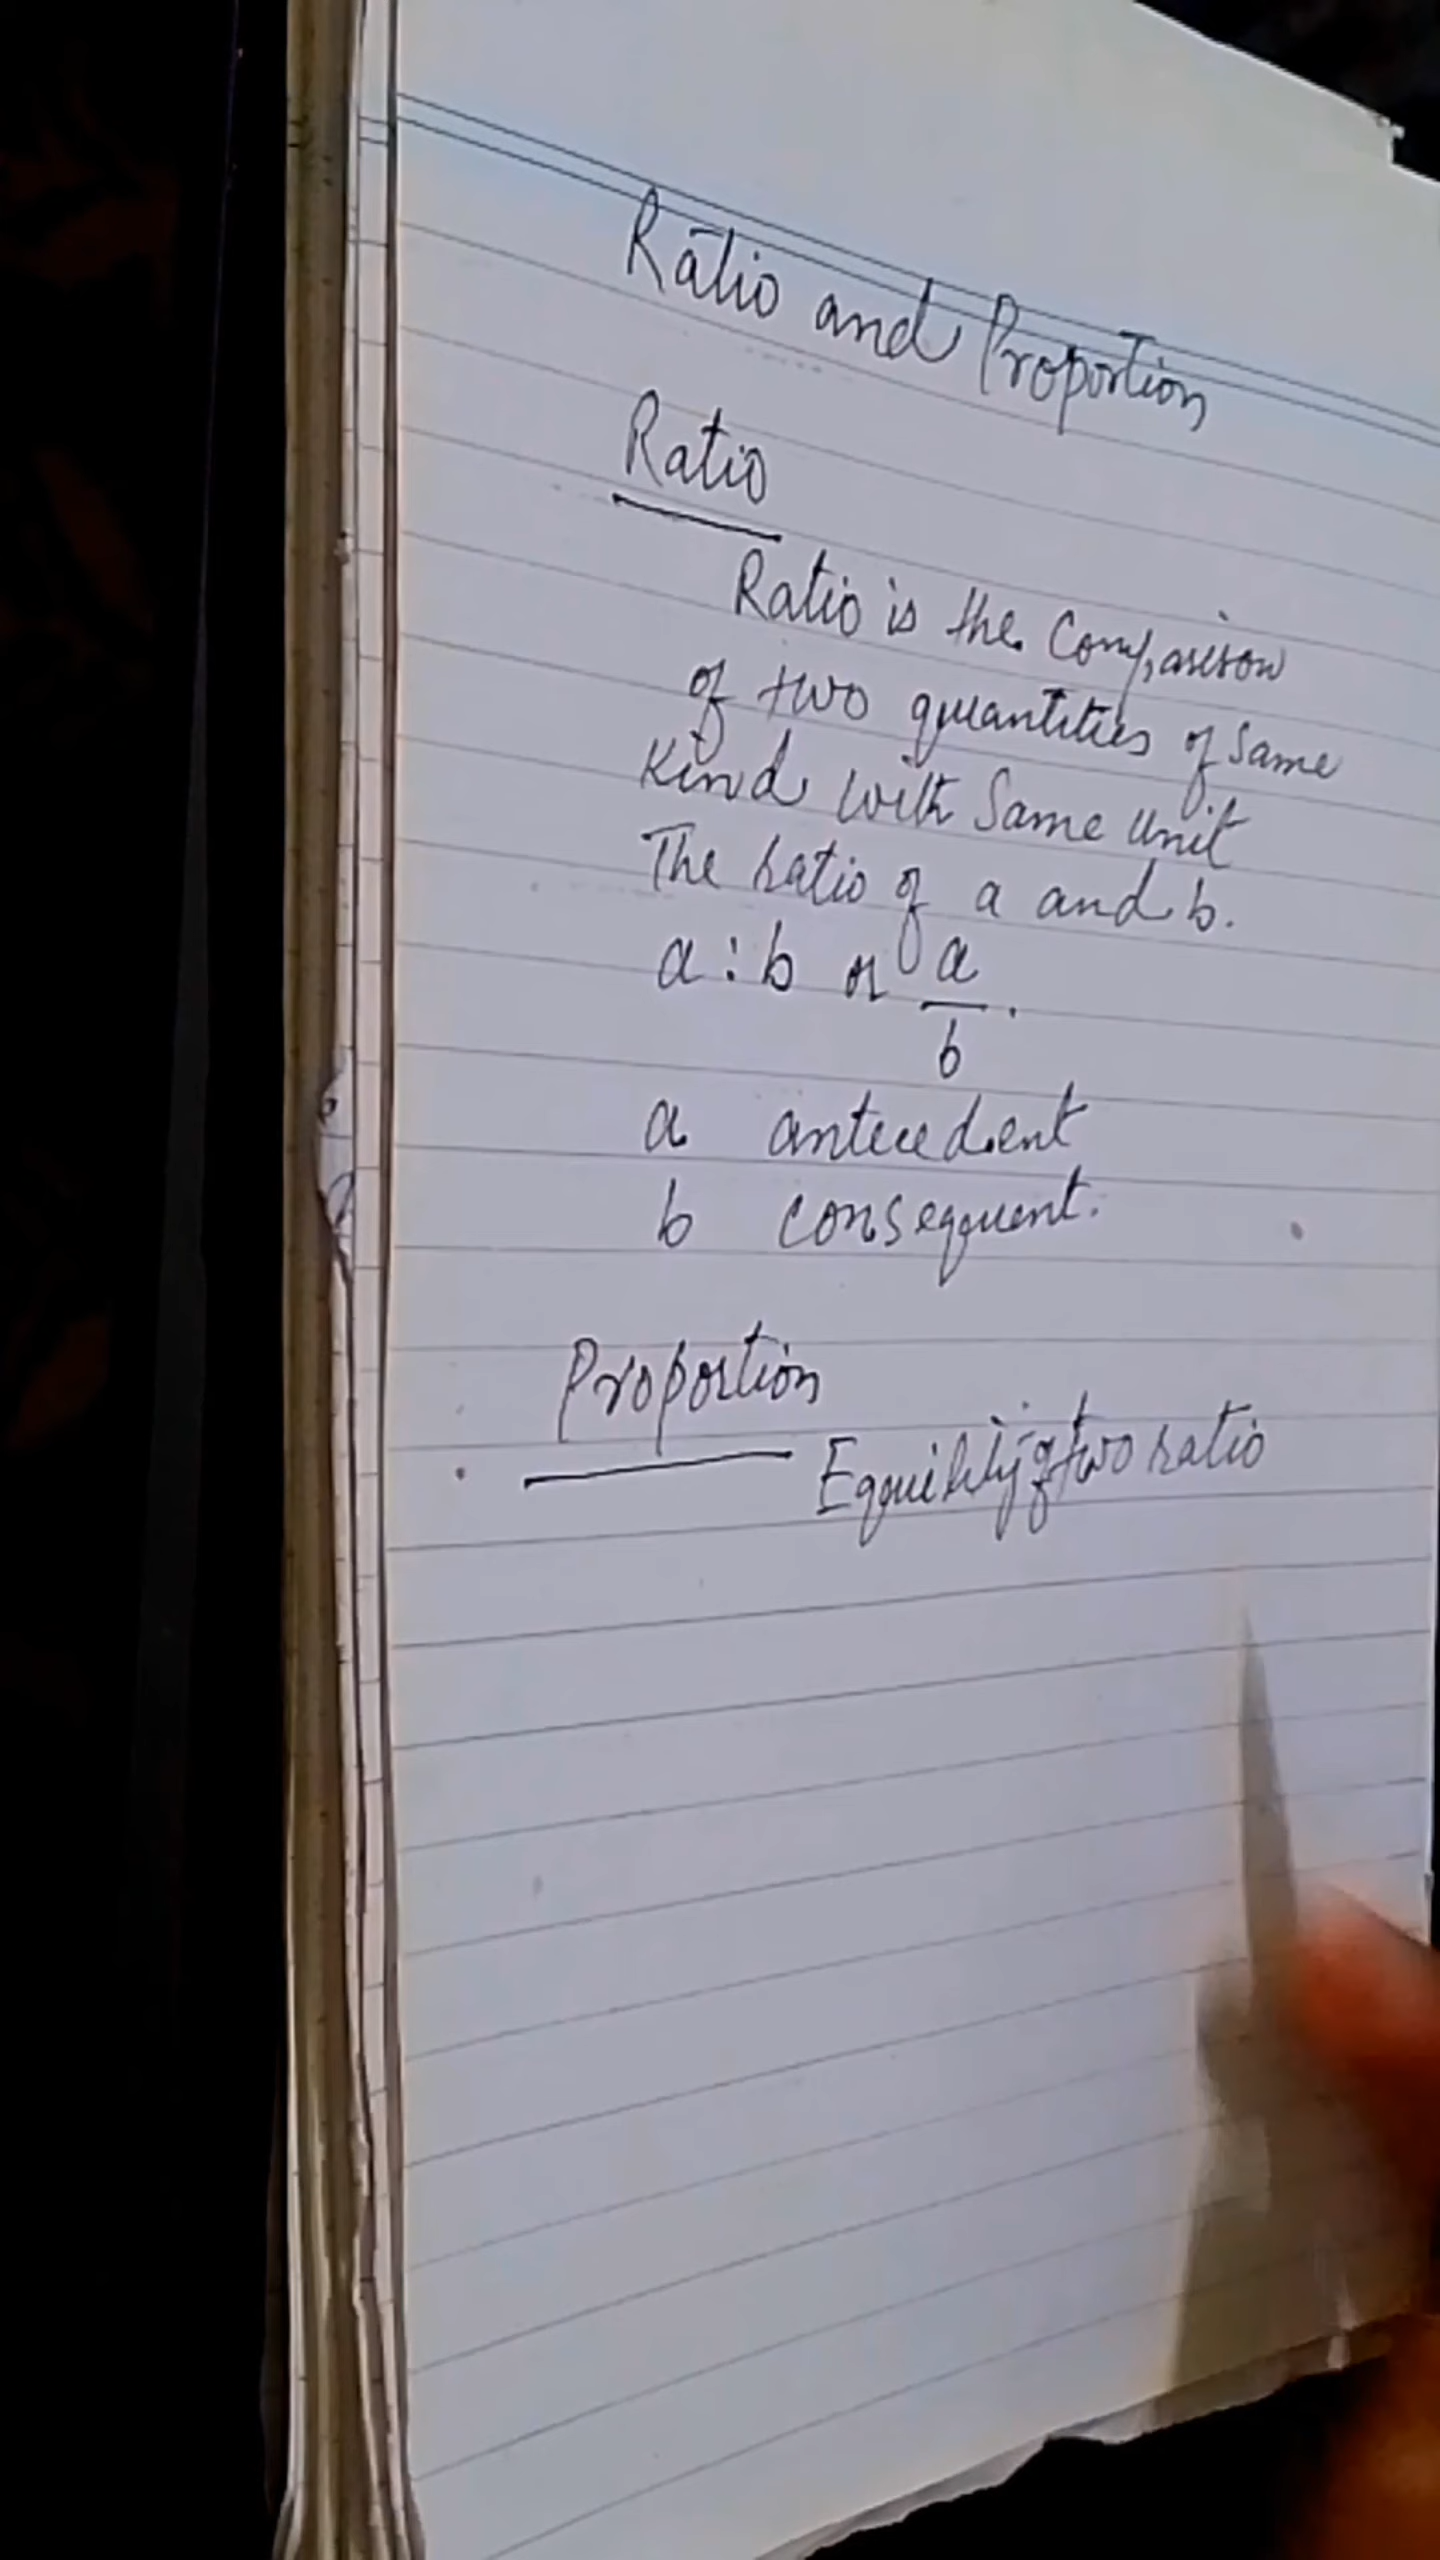 Ratio and Proportion
Ratio
Ratio is the Comparison
of two quantities of Same
Kind with Same Unit
The ratio of a and b.
a : b or a/b.
a antecedent
b consequent.
Proportion
Equility of two ratio